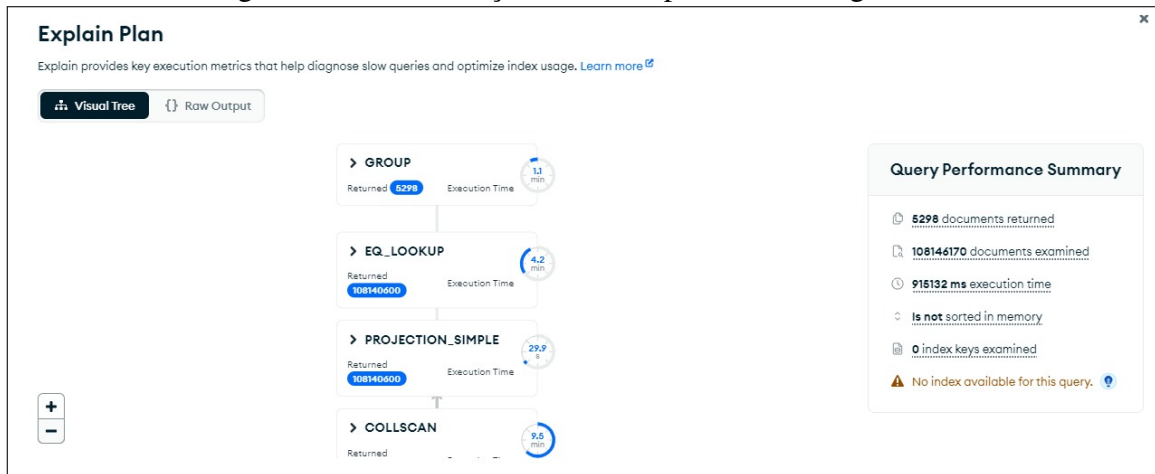 Explain Plan
Explain provides key execution metrics that help diagnose slow queries and optimize index usage. Learn more
Visual Tree {} Raw Output
> GROUP
Returned 5298 Execution Time
1.1 min
> EQ_LOOKUP
Returned
108140600 Execution Time
4.2 min
> PROJECTION_SIMPLE
Returned
108140600 Execution Time
29.9 s
> COLLSCAN
Returned
9.5 min
+
−
Query Performance Summary
5298 documents returned
108146170 documents examined
915132 ms execution time
Is not sorted in memory
0 index keys examined
No index available for this query.